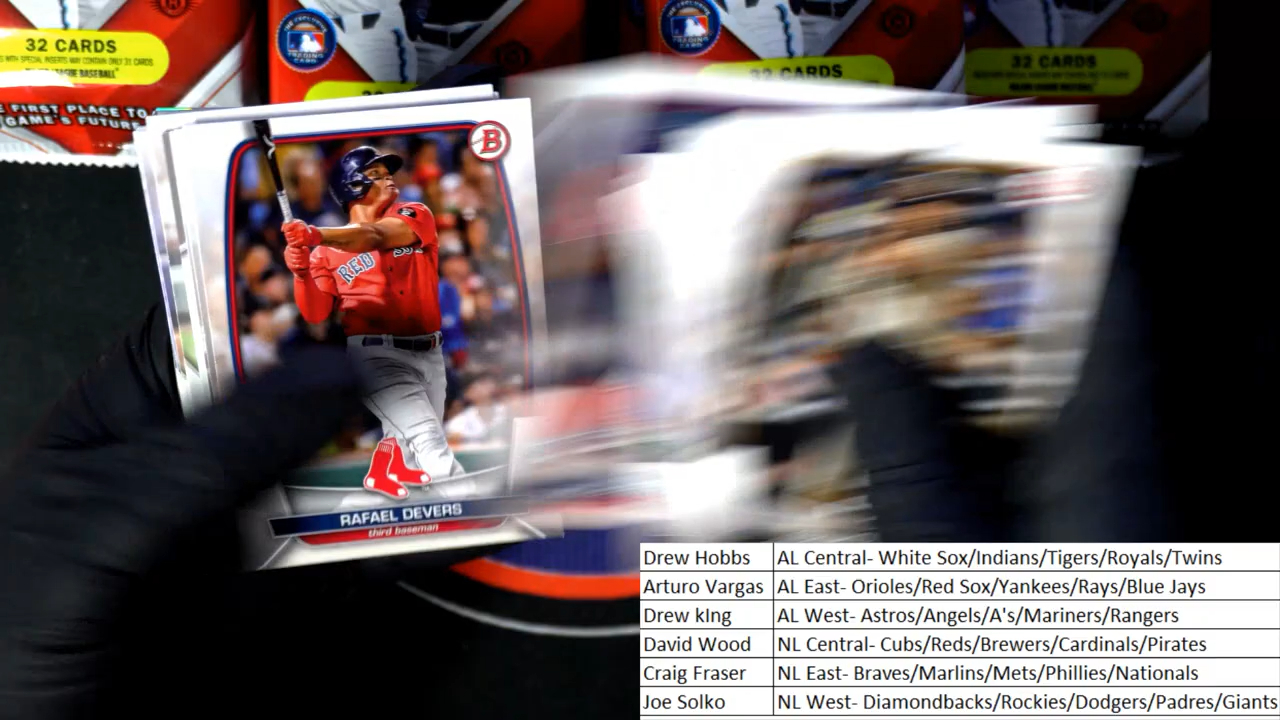 32 CARDS
32 CARDS
32 CARDS
E FIRST PLACE TO
GAME'S FUTURE
B
RED SOX
RAFAEL DEVERS
third baseman
Drew Hobbs AL Central- White Sox/Indians/Tigers/Royals/Twins
Arturo Vargas AL East- Orioles/Red Sox/Yankees/Rays/Blue Jays
Drew kIng AL West- Astros/Angels/A's/Mariners/Rangers
David Wood NL Central- Cubs/Reds/Brewers/Cardinals/Pirates
Craig Fraser NL East- Braves/Marlins/Mets/Phillies/Nationals
Joe Solko NL West- Diamondbacks/Rockies/Dodgers/Padres/Giants